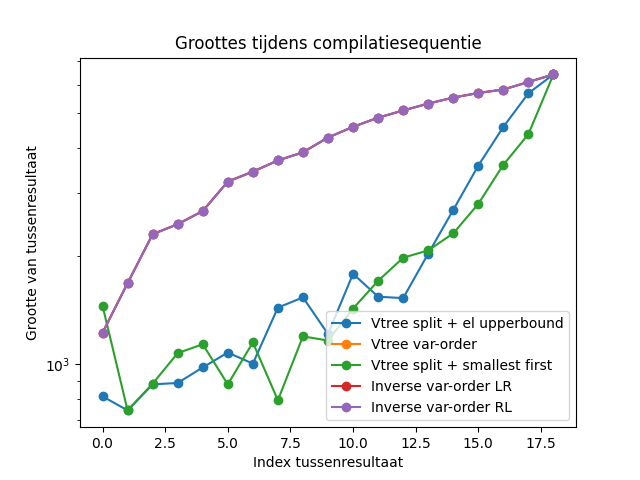 Groottes tijdens compilatiesequentie
Grootte van tussenresultaat
10³
Vtree split + el upperbound
Vtree var-order
Vtree split + smallest first
Inverse var-order LR
Inverse var-order RL
0.0 2.5 5.0 7.5 10.0 12.5 15.0 17.5
Index tussenresultaat